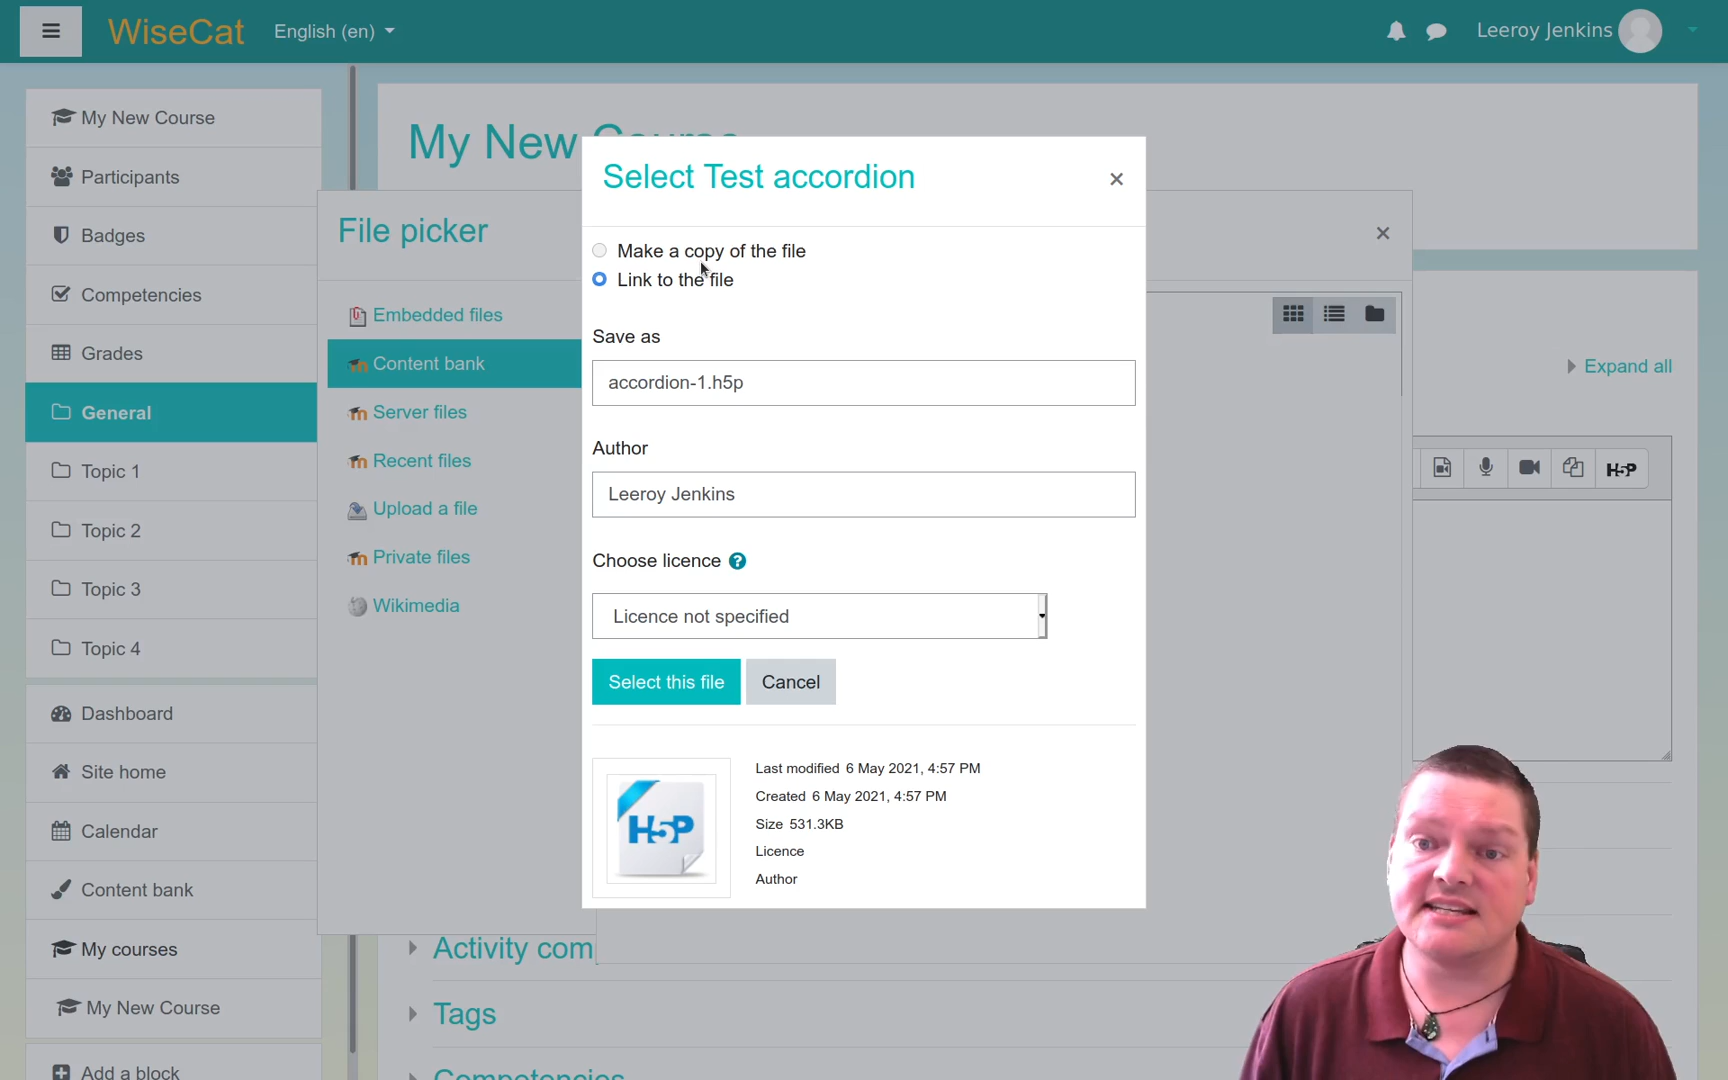 WiseCat
English (en)
Leeroy Jenkins
My New Course
Participants
Badges
Competencies
Grades
General
Topic 1
Topic 2
Topic 3
Topic 4
Dashboard
Site home
Calendar
Content bank
My courses
My New Course
Add a block
My New Course
File picker
Embedded files
Content bank
Server files
Recent files
Upload a file
Private files
Wikimedia
Select Test accordion
Make a copy of the file
Link to the file
Save as
accordion-1.h5p
Author
Leeroy Jenkins
Choose licence
Licence not specified
Select this file
Cancel
H5P
Last modified 6 May 2021, 4:57 PM
Created 6 May 2021, 4:57 PM
Size 531.3KB
Licence
Author
Expand all
H5P
Activity com
Tags
Competencies